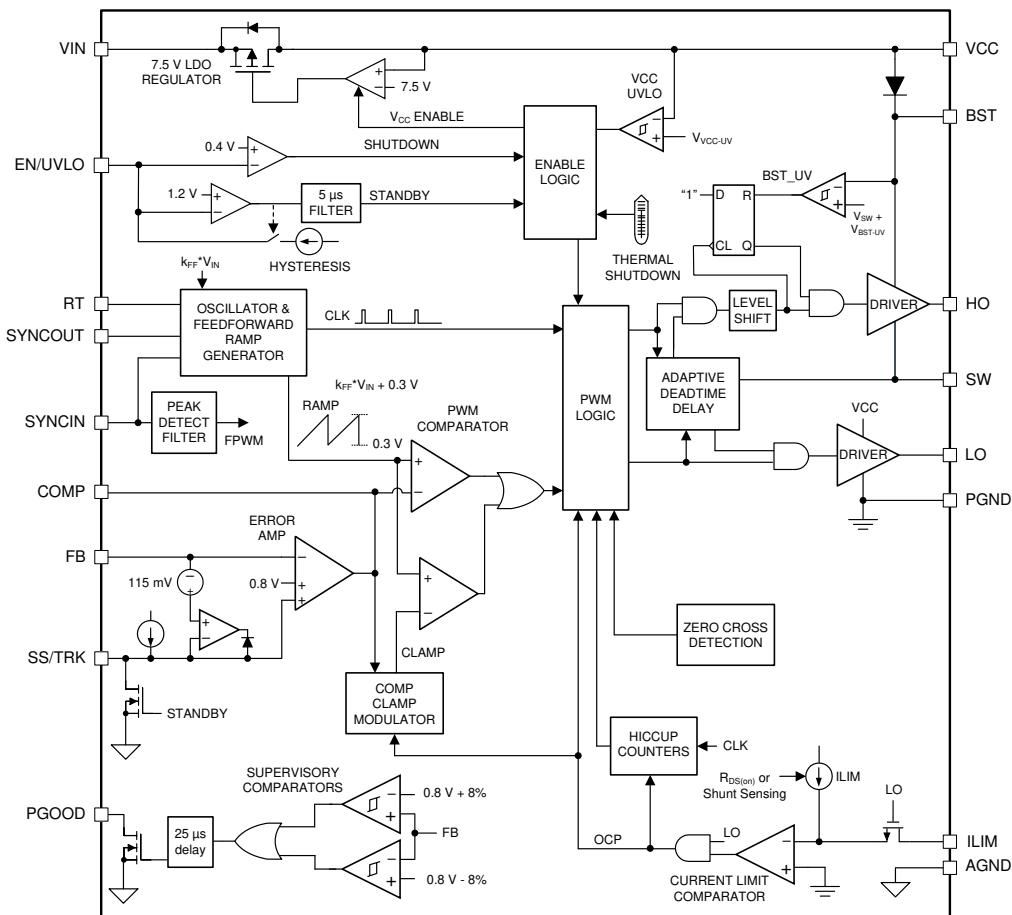 VIN
7.5 V LDO
REGULATOR
+
−
7.5 V
VCC ENABLE
VCC
UVLO
−
+
VVCC-UV
VCC
BST
EN/UVLO
0.4 V
+
−
SHUTDOWN
1.2 V
+
−
5 µs
FILTER
STANDBY
HYSTERESIS
ENABLE
LOGIC
THERMAL
SHUTDOWN
"1"
D
R
CL
Q
BST_UV
−
+
VSW +
VBST-UV
kFF*VIN
RT
SYNCOUT
SYNCIN
OSCILLATOR &
FEEDFORWARD
RAMP
GENERATOR
CLK
PEAK
DETECT
FILTER
FPWM
kFF*VIN + 0.3 V
RAMP
0.3 V
PWM
COMPARATOR
+
−
PWM
LOGIC
LEVEL
SHIFT
DRIVER
HO
ADAPTIVE
DEADTIME
DELAY
SW
VCC
DRIVER
LO
PGND
COMP
FB
ERROR
AMP
−
+
+
0.8 V
115 mV
−
+
+
−
SS/TRK
STANDBY
+
−
CLAMP
COMP
CLAMP
MODULATOR
ZERO CROSS
DETECTION
HICCUP
COUNTERS
CLK
RDS(on) or
Shunt Sensing
ILIM
LO
ILIM
AGND
OCP
LO
−
+
CURRENT LIMIT
COMPARATOR
PGOOD
25 µs
delay
SUPERVISORY
COMPARATORS
−
+
0.8 V + 8%
FB
−
+
0.8 V - 8%